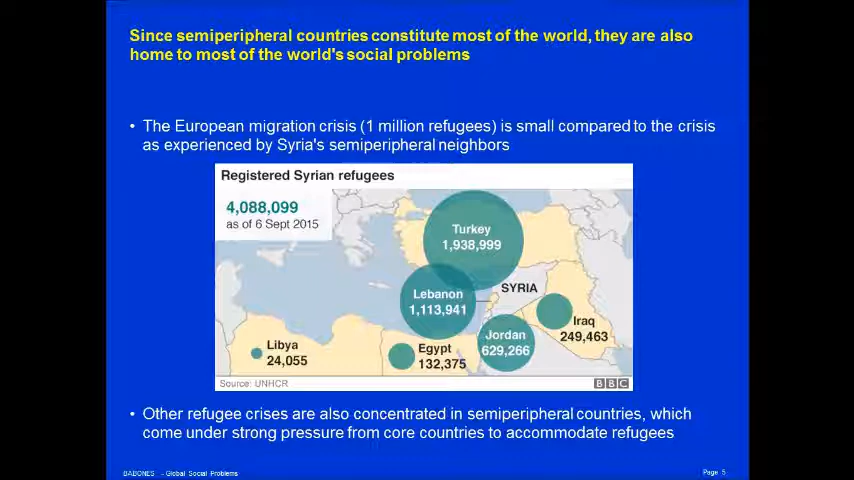 Since semiperipheral countries constitute most of the world, they are also
home to most of the world's social problems
• The European migration crisis (1 million refugees) is small compared to the crisis
as experienced by Syria's semiperipheral neighbors
Registered Syrian refugees
4,088,099
as of 6 Sept 2015
Turkey
1,938,999
SYRIA
Lebanon
1,113,941
Iraq
249,463
Jordan
629,266
Libya
24,055
Egypt
132,375
Source: UNHCR
BBC
• Other refugee crises are also concentrated in semiperipheral countries, which
come under strong pressure from core countries to accommodate refugees
BABONES - Global Social Problems
Page 5